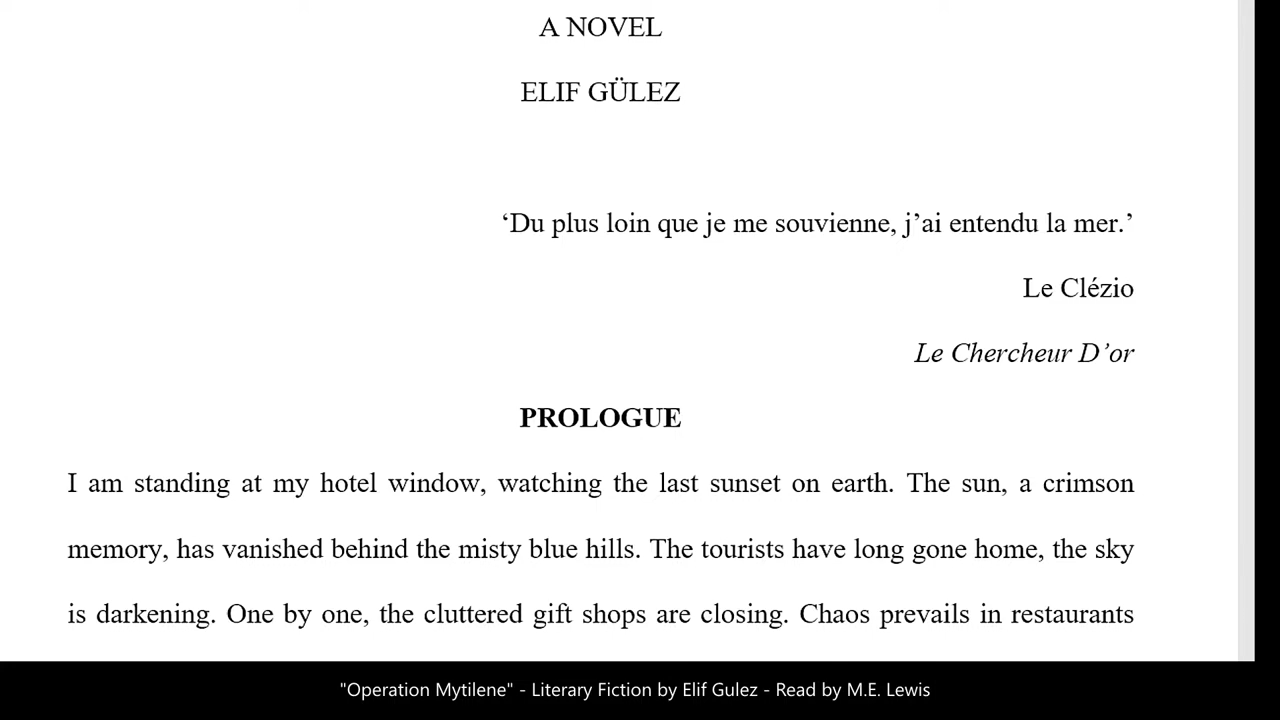 A NOVEL
ELIF GÜLEZ
‘Du plus loin que je me souvienne, j’ai entendu la mer.’
Le Clézio
Le Chercheur D’or
PROLOGUE
I am standing at my hotel window, watching the last sunset on earth. The sun, a crimson
memory, has vanished behind the misty blue hills. The tourists have long gone home, the sky
is darkening. One by one, the cluttered gift shops are closing. Chaos prevails in restaurants
"Operation Mytilene" - Literary Fiction by Elif Gulez - Read by M.E. Lewis